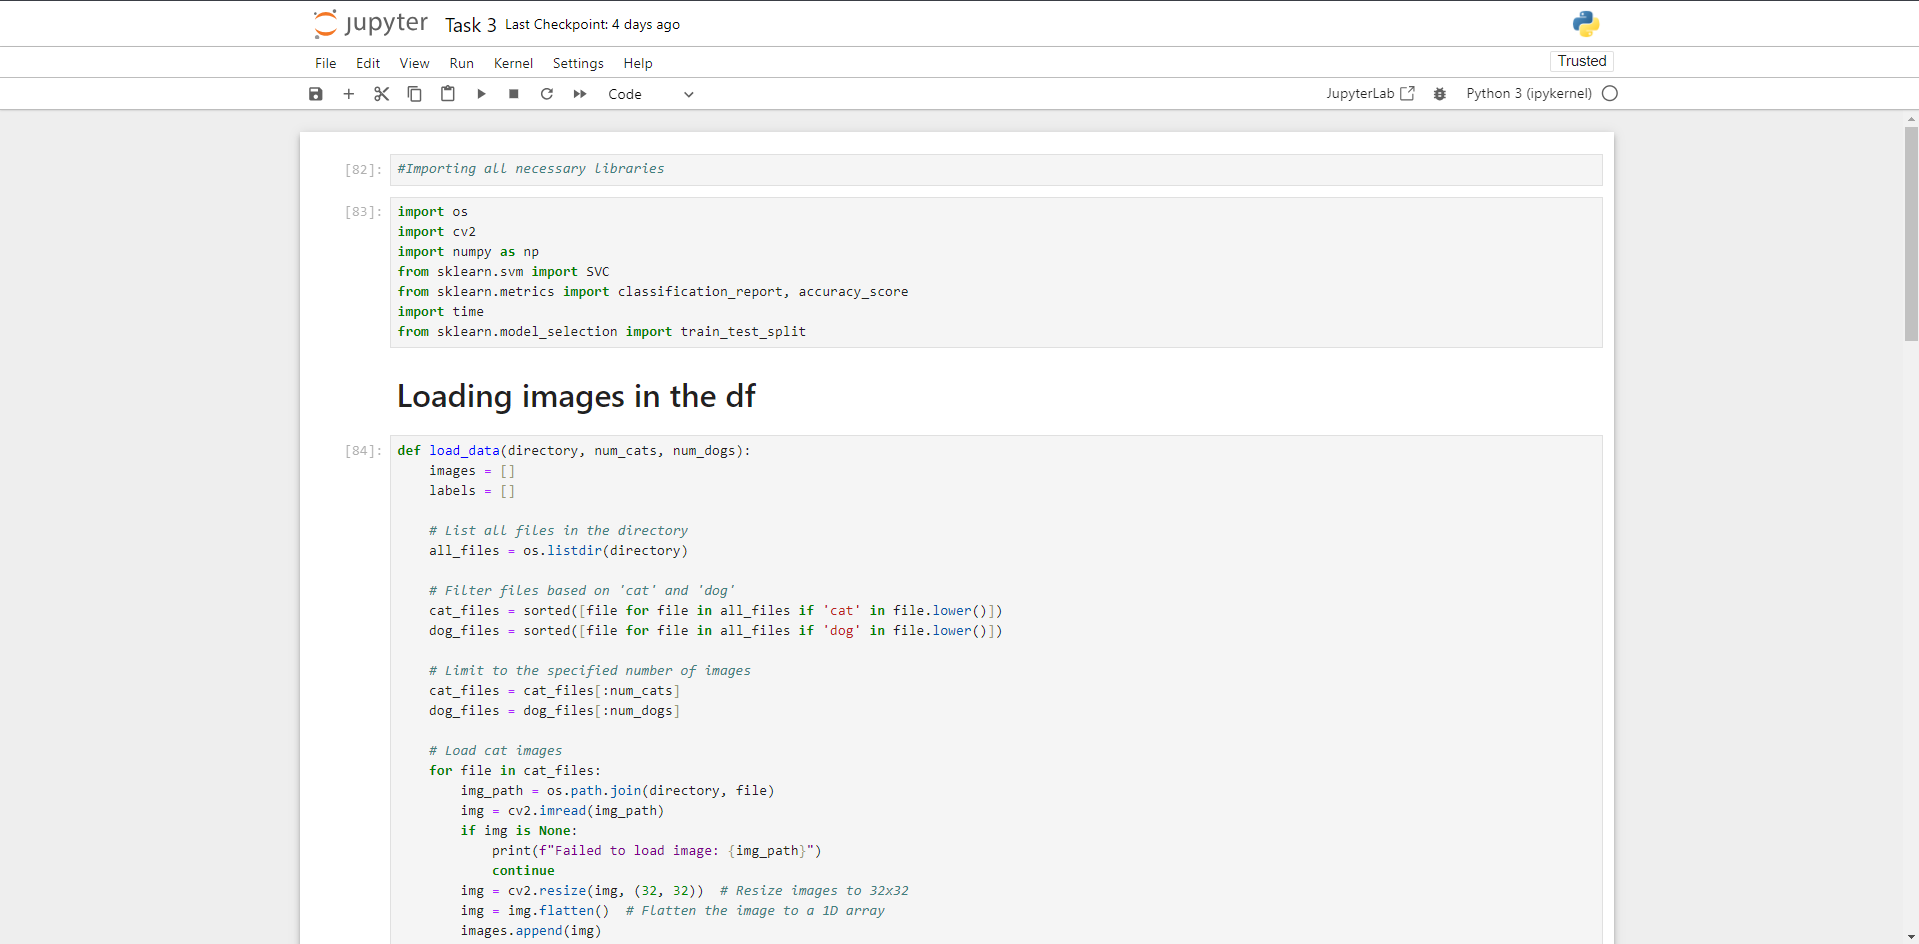 jupyter Task 3 Last Checkpoint: 4 days ago
File Edit View Run Kernel Settings Help Trusted
Code JupyterLab Python 3 (ipykernel)
[82]: #Importing all necessary libraries
[83]: import os
import cv2
import numpy as np
from sklearn.svm import SVC
from sklearn.metrics import classification_report, accuracy_score
import time
from sklearn.model_selection import train_test_split
Loading images in the df
[84]: def load_data(directory, num_cats, num_dogs):
    images = []
    labels = []
    # List all files in the directory
    all_files = os.listdir(directory)
    # Filter files based on 'cat' and 'dog'
    cat_files = sorted([file for file in all_files if 'cat' in file.lower()])
    dog_files = sorted([file for file in all_files if 'dog' in file.lower()])
    # Limit to the specified number of images
    cat_files = cat_files[:num_cats]
    dog_files = dog_files[:num_dogs]
    # Load cat images
    for file in cat_files:
        img_path = os.path.join(directory, file)
        img = cv2.imread(img_path)
        if img is None:
            print(f"Failed to load image: {img_path}")
            continue
        img = cv2.resize(img, (32, 32))  # Resize images to 32x32
        img = img.flatten()  # Flatten the image to a 1D array
        images.append(img)